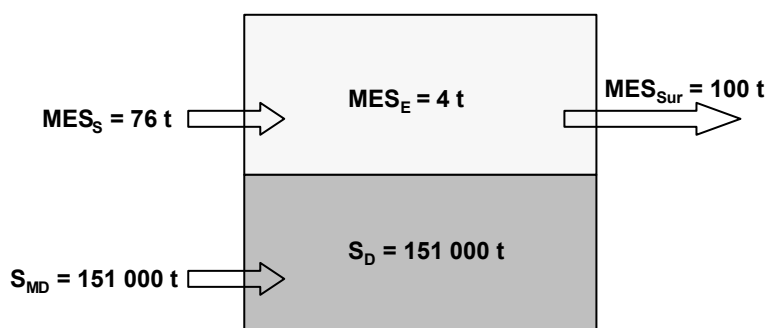 MES_Sur = 100 t
MES_E = 4 t
MES_S = 76 t
S_D = 151 000 t
S_MD = 151 000 t